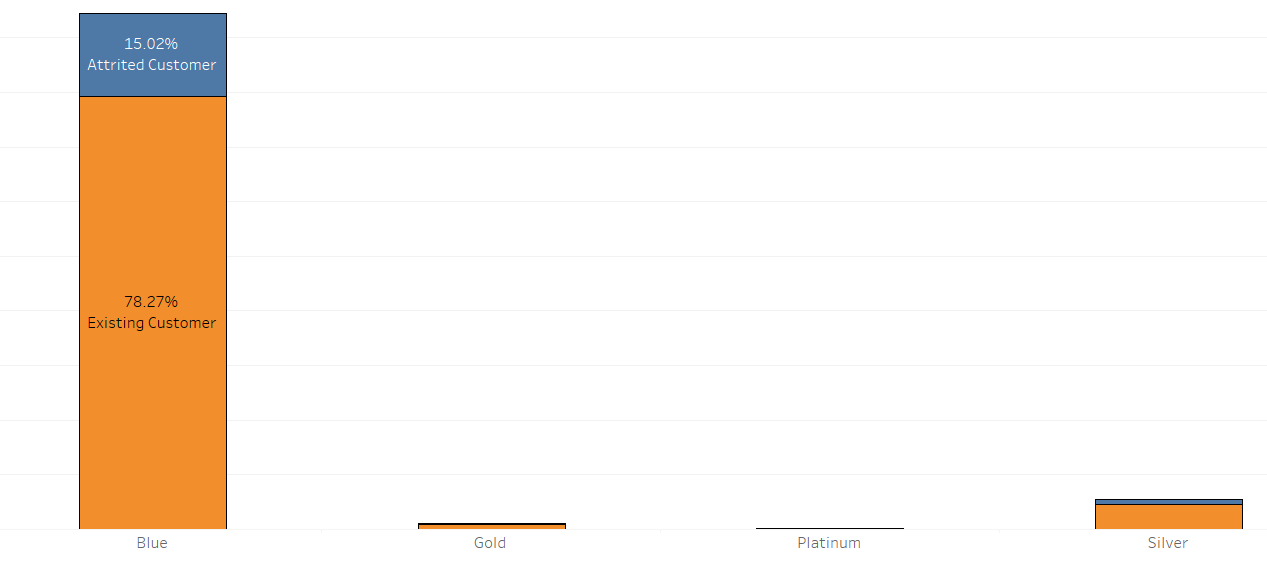 15.02%
Attrited Customer
78.27%
Existing Customer
Blue
Gold
Platinum
Silver